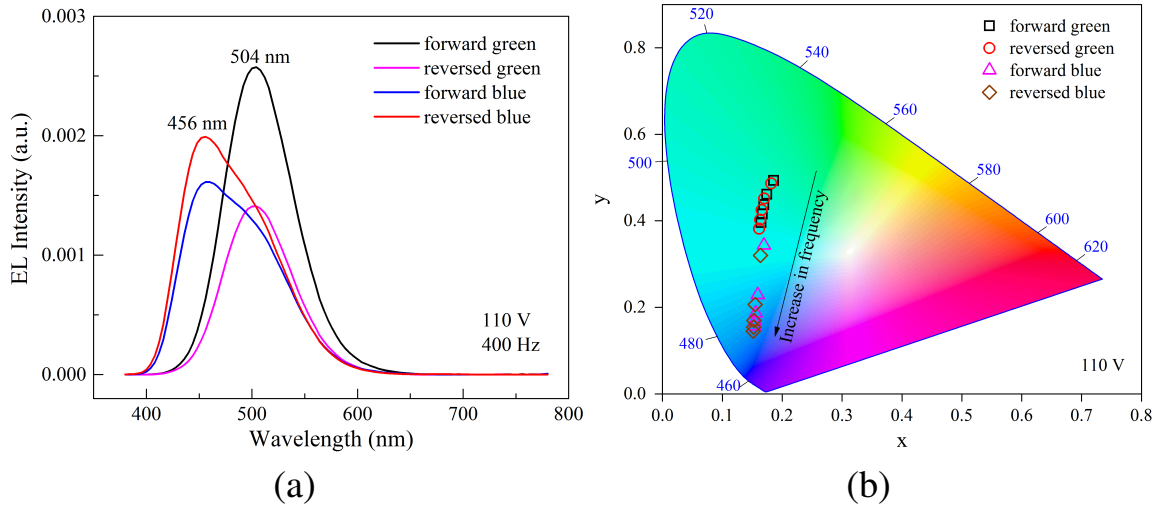 0.003
0.002
0.001
0.000
EL Intensity (a.u.)
504 nm
456 nm
forward green
reversed green
forward blue
reversed blue
110 V
400 Hz
400
500
600
700
800
Wavelength (nm)
(a)
0.8
0.6
0.4
0.2
0.0
y
520
540
560
580
600
620
500
480
460
forward green
reversed green
forward blue
reversed blue
Increase in frequency
110 V
0.0
0.1
0.2
0.3
0.4
0.5
0.6
0.7
0.8
x
(b)